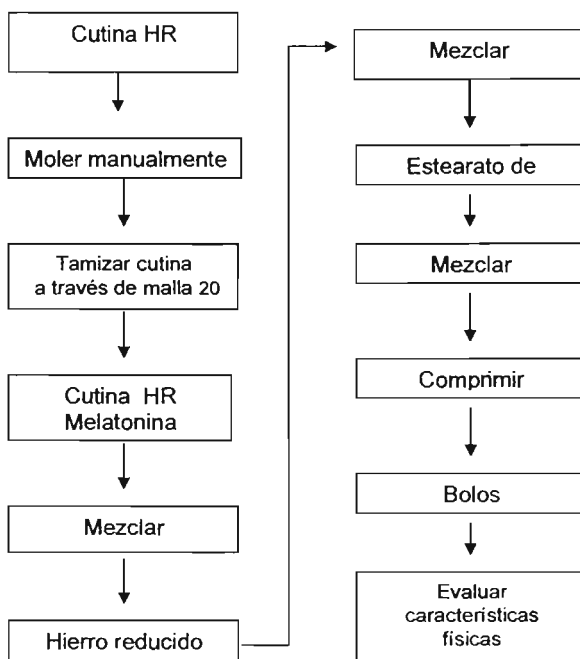 Cutina HR
Moler manualmente
Tamizar cutina
a través de malla 20
Cutina HR
Melatonina
Mezclar
Hierro reducido
Mezclar
Estearato de
Mezclar
Comprimir
Bolos
Evaluar
características
físicas